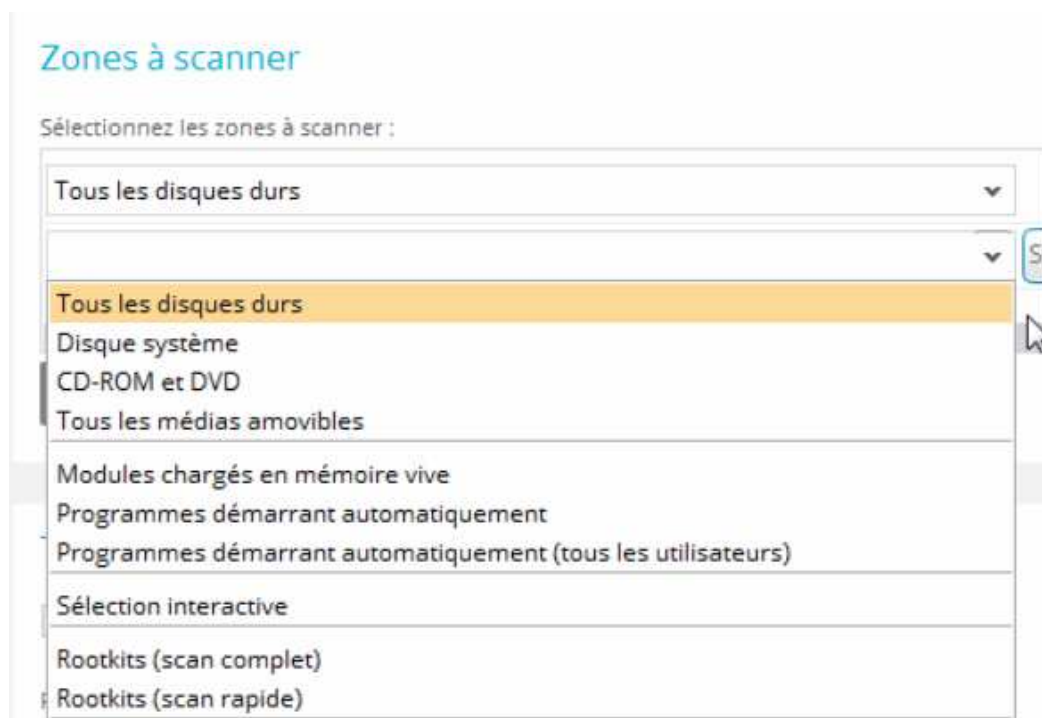 Zones à scanner
Sélectionnez les zones à scanner :
Tous les disques durs
S
Tous les disques durs
Disque système
CD-ROM et DVD
Tous les médias amovibles
Modules chargés en mémoire vive
Programmes démarrant automatiquement
Programmes démarrant automatiquement (tous les utilisateurs)
Sélection interactive
Rootkits (scan complet)
Rootkits (scan rapide)